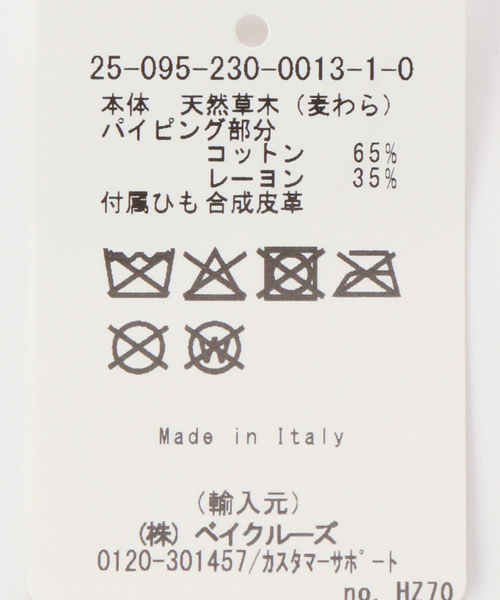 25-095-230-0013-1-0
本体　天然草木（麦わら）
パイピング部分
コットン　65%
レーヨン　35%
付属ひも 合成皮革
W
Made in Italy
（輸入元）
（株）ベイクルーズ
0120-301457/ｶｽﾀﾏｰｻﾎﾟｰﾄ
no. HZ70